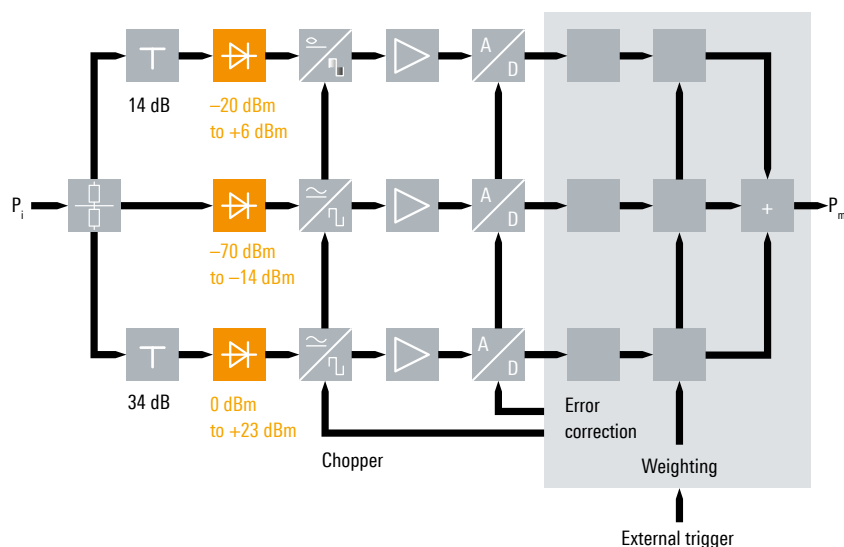 A
D
14 dB
–20 dBm
to +6 dBm
Pi
A
D
+
Pm
–70 dBm
to –14 dBm
A
D
34 dB
0 dBm
to +23 dBm
Error
correction
Chopper
Weighting
External trigger